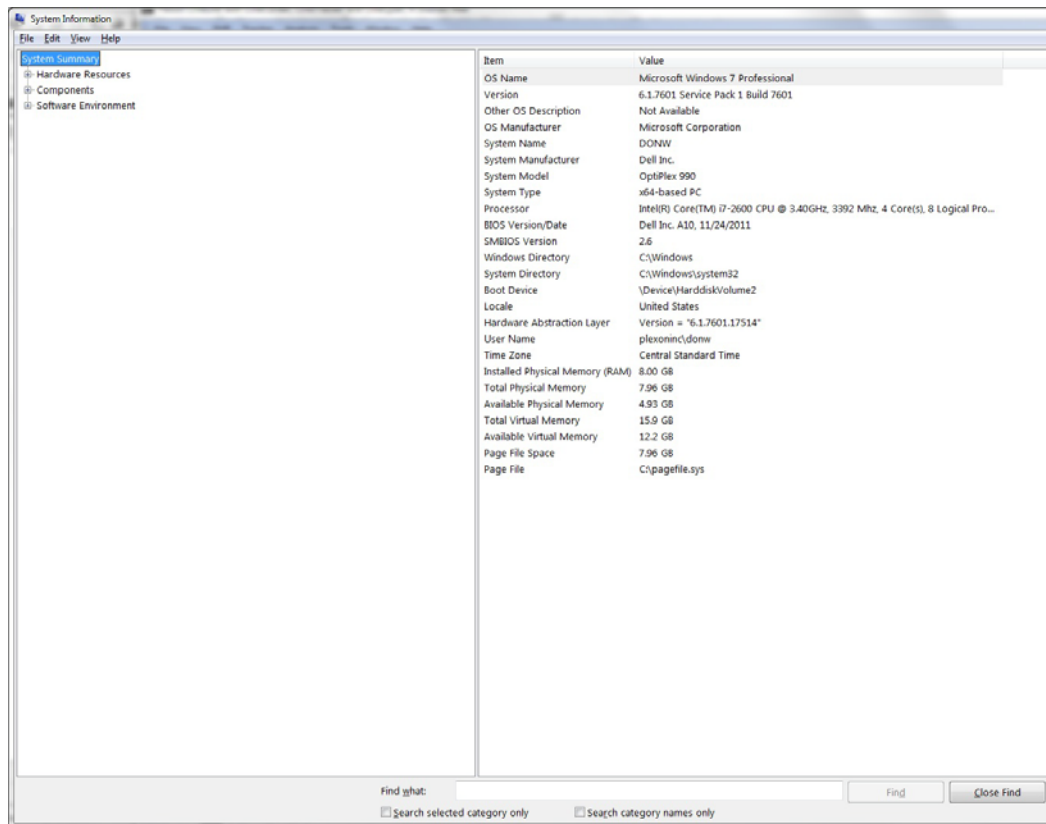 System Information
File Edit View Help
System Summary
Hardware Resources
Components
Software Environment
Item Value
OS Name Microsoft Windows 7 Professional
Version 6.1.7601 Service Pack 1 Build 7601
Other OS Description Not Available
OS Manufacturer Microsoft Corporation
System Name DONW
System Manufacturer Dell Inc.
System Model OptiPlex 990
System Type x64-based PC
Processor Intel(R) Core(TM) i7-2600 CPU @ 3.40GHz, 3392 Mhz, 4 Core(s), 8 Logical Pro...
BIOS Version/Date Dell Inc. A10, 11/24/2011
SMBIOS Version 2.6
Windows Directory C:\Windows
System Directory C:\Windows\system32
Boot Device \Device\HarddiskVolume2
Locale United States
Hardware Abstraction Layer Version = "6.1.7601.17514"
User Name plexoninc\donw
Time Zone Central Standard Time
Installed Physical Memory (RAM) 8.00 GB
Total Physical Memory 7.96 GB
Available Physical Memory 4.93 GB
Total Virtual Memory 15.9 GB
Available Virtual Memory 12.2 GB
Page File Space 7.96 GB
Page File C:\pagefile.sys
Find what: Find Close Find
Search selected category only Search category names only